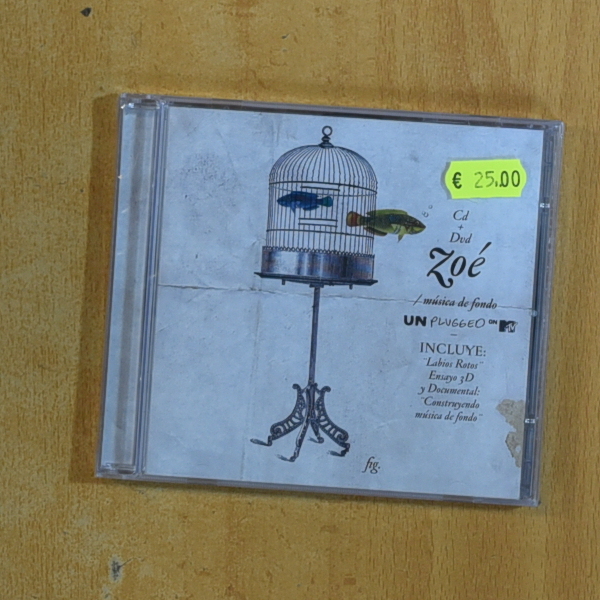 € 25.00
Cd
+
Dvd
Zoé
/ música de fondo
UNPLUGGED ON MTV
–
INCLUYE:
"Labios Rotos"
Ensayo 3D
y Documental:
"Construyendo
música de fondo"
fig.